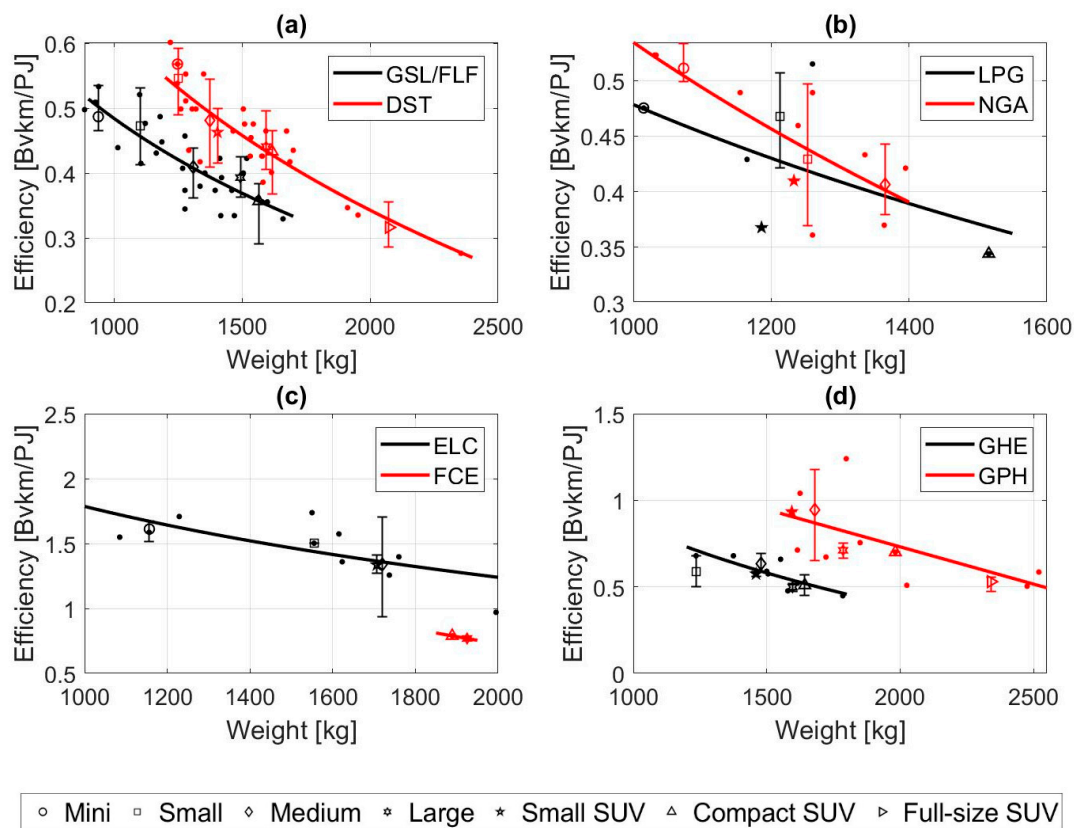 (a)
Efficiency [Bvkm/PJ]
0.6
0.5
0.4
0.3
0.2
GSL/FLF
DST
1000 1500 2000 2500
Weight [kg]
(b)
Efficiency [Bvkm/PJ]
0.5
0.45
0.4
0.35
0.3
LPG
NGA
1000 1200 1400 1600
Weight [kg]
(c)
Efficiency [Bvkm/PJ]
2.5
2
1.5
1
0.5
ELC
FCE
1000 1200 1400 1600 1800 2000
Weight [kg]
(d)
Efficiency [Bvkm/PJ]
1.5
1
0.5
0
GHE
GPH
1000 1500 2000 2500
Weight [kg]
Mini Small Medium Large Small SUV Compact SUV Full-size SUV